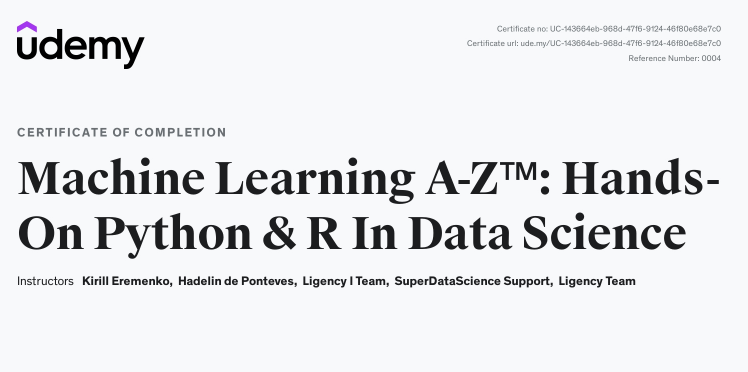 udemy
Certificate no: UC-143664eb-968d-47f6-9124-46f80e68e7c0
Certificate url: ude.my/UC-143664eb-968d-47f6-9124-46f80e68e7c0
Reference Number: 0004
CERTIFICATE OF COMPLETION
Machine Learning A-Z™: Hands-
On Python & R In Data Science
Instructors Kirill Eremenko, Hadelin de Ponteves, Ligency I Team, SuperDataScience Support, Ligency Team